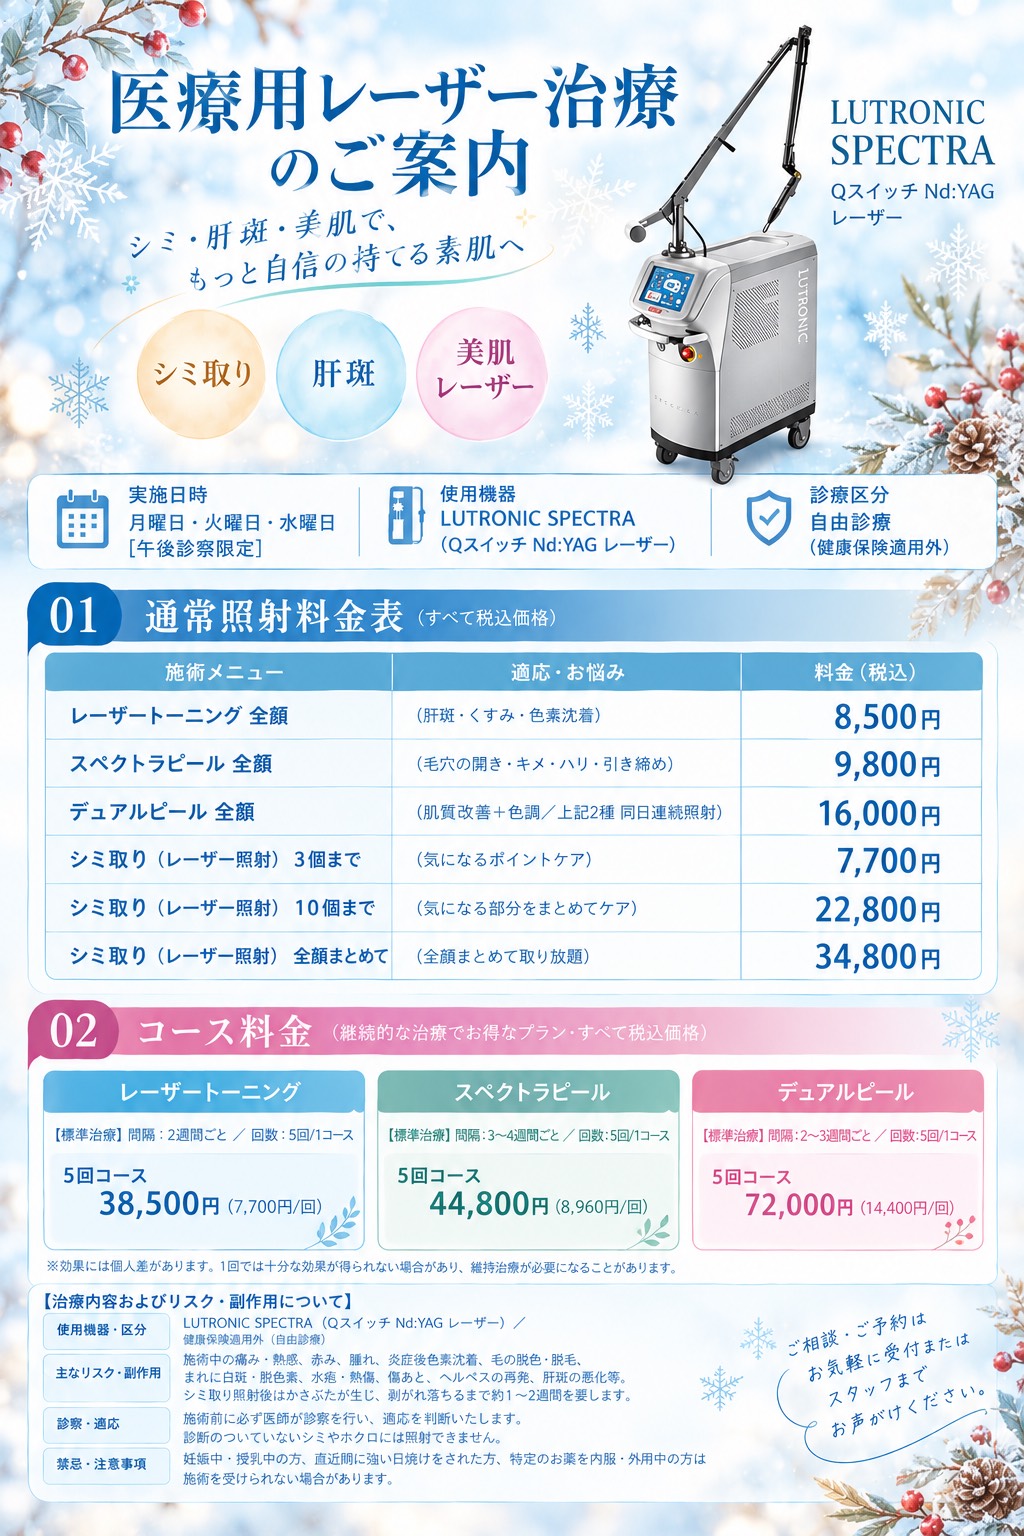 医療用レーザー治療
のご案内
シミ・肝斑・美肌で、
もっと自信の持てる素肌へ
シミ取り
肝斑
美肌
レーザー
LUTRONIC
SPECTRA
Qスイッチ Nd:YAG
レーザー
LUTRONIC
実施日時
月曜日・火曜日・水曜日
[午後診察限定]
使用機器
LUTRONIC SPECTRA
（Qスイッチ Nd:YAG レーザー）
診療区分
自由診療
（健康保険適用外）
01 通常照射料金表（すべて税込価格）
施術メニュー 適応・お悩み 料金（税込）
レーザートーニング 全顔 （肝斑・くすみ・色素沈着） 8,500円
スペクトラピール 全顔 （毛穴の開き・キメ・ハリ・引き締め） 9,800円
デュアルピール 全顔 （肌質改善＋色調／上記2種 同日連続照射） 16,000円
シミ取り（レーザー照射） 3個まで （気になるポイントケア） 7,700円
シミ取り（レーザー照射） 10個まで （気になる部分をまとめてケア） 22,800円
シミ取り（レーザー照射） 全顔まとめて （全顔まとめて取り放題） 34,800円
02 コース料金（継続的な治療でお得なプラン・すべて税込価格）
レーザートーニング
【標準治療】間隔：2週間ごと ／ 回数：5回/1コース
5回コース
38,500円（7,700円/回）
スペクトラピール
【標準治療】間隔：3〜4週間ごと ／ 回数：5回/1コース
5回コース
44,800円（8,960円/回）
デュアルピール
【標準治療】間隔：2〜3週間ごと ／ 回数：5回/1コース
5回コース
72,000円（14,400円/回）
※効果には個人差があります。1回では十分な効果が得られない場合があり、維持治療が必要になることがあります。
【治療内容およびリスク・副作用について】
使用機器・区分
LUTRONIC SPECTRA（Qスイッチ Nd:YAG レーザー）／
健康保険適用外（自由診療）
主なリスク・副作用
施術中の痛み・熱感、赤み、腫れ、炎症後色素沈着、毛の脱色・脱毛、
まれに白斑・脱色素、水疱・熱傷、傷あと、ヘルペスの再発、肝斑の悪化等。
シミ取り照射後はかさぶたが生じ、剥がれ落ちるまで約1〜2週間を要します。
診察・適応
施術前に必ず医師が診察を行い、適応を判断いたします。
診断のついていないシミやホクロには照射できません。
禁忌・注意事項
妊娠中・授乳中の方、直近間に強い日焼けをされた方、特定のお薬を内服・外用中の方は
施術を受けられない場合があります。
ご相談・ご予約は
お気軽に受付または
スタッフまで
お声がけください。